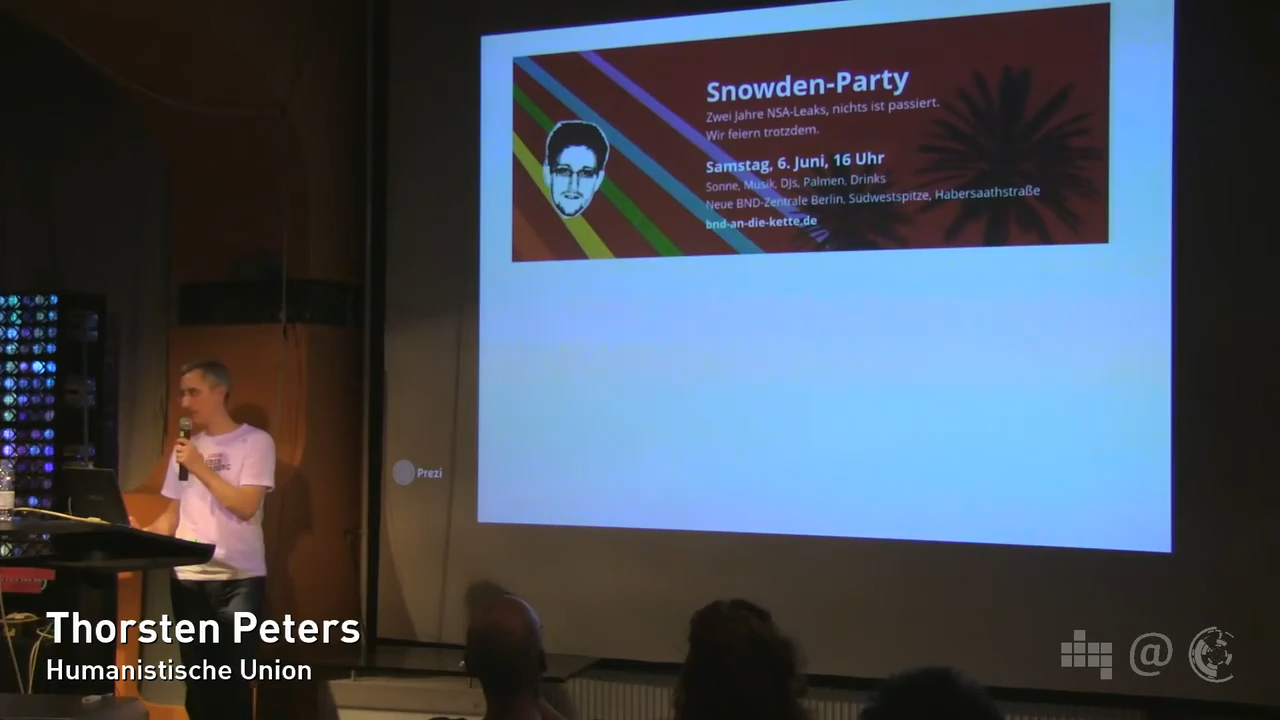 Snowden-Party
Zwei Jahre NSA-Leaks, nichts ist passiert.
Wir feiern trotzdem.
Samstag, 6. Juni, 16 Uhr
Sonne, Musik, DJs, Palmen, Drinks
Neue BND-Zentrale Berlin, Südwestspitze, Habersaathstraße
bnd-an-die-kette.de
Prezi
Thorsten Peters
Humanistische Union
@